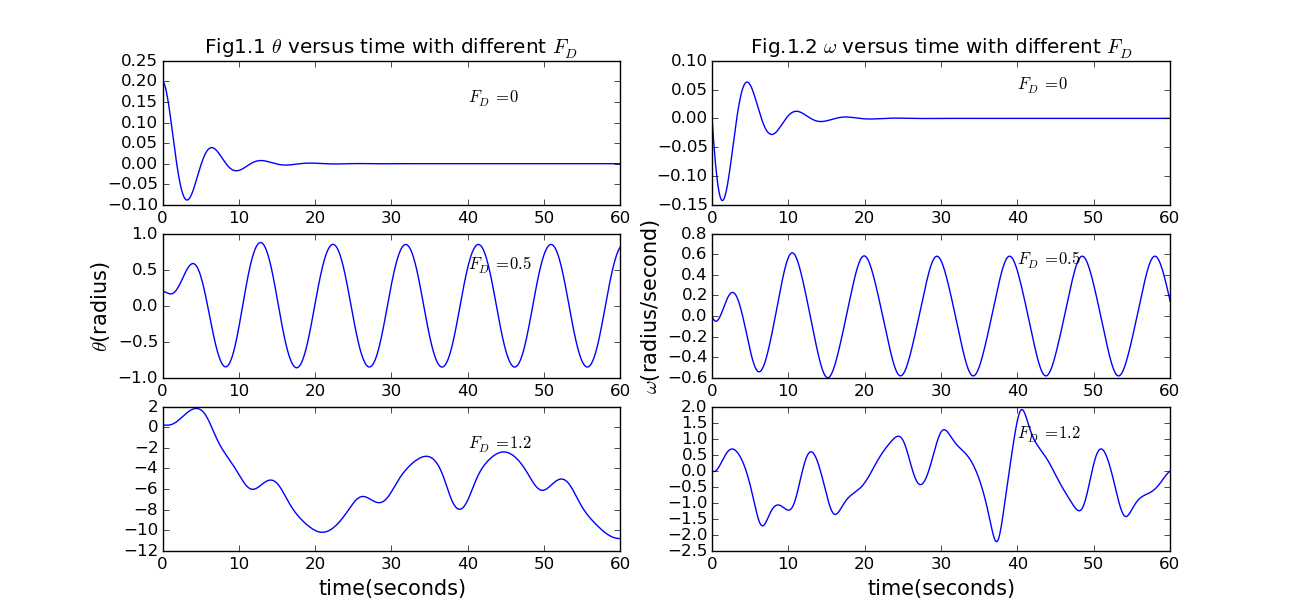 Fig1.1 θ versus time with different F_D
0.25
0.20
0.15
0.10
0.05
0.00
−0.05
−0.10
F_D =0
0 10 20 30 40 50 60
θ(radius)
1.0
0.5
0.0
−0.5
−1.0
F_D =0.5
0 10 20 30 40 50 60
2
0
−2
−4
−6
−8
−10
−12
F_D =1.2
0 10 20 30 40 50 60
time(seconds)
Fig.1.2 ω versus time with different F_D
0.10
0.05
0.00
−0.05
−0.10
−0.15
F_D =0
0 10 20 30 40 50 60
ω(radius/second)
0.8
0.6
0.4
0.2
0.0
−0.2
−0.4
−0.6
F_D =0.5
0 10 20 30 40 50 60
2.0
1.5
1.0
0.5
0.0
−0.5
−1.0
−1.5
−2.0
−2.5
F_D =1.2
0 10 20 30 40 50 60
time(seconds)